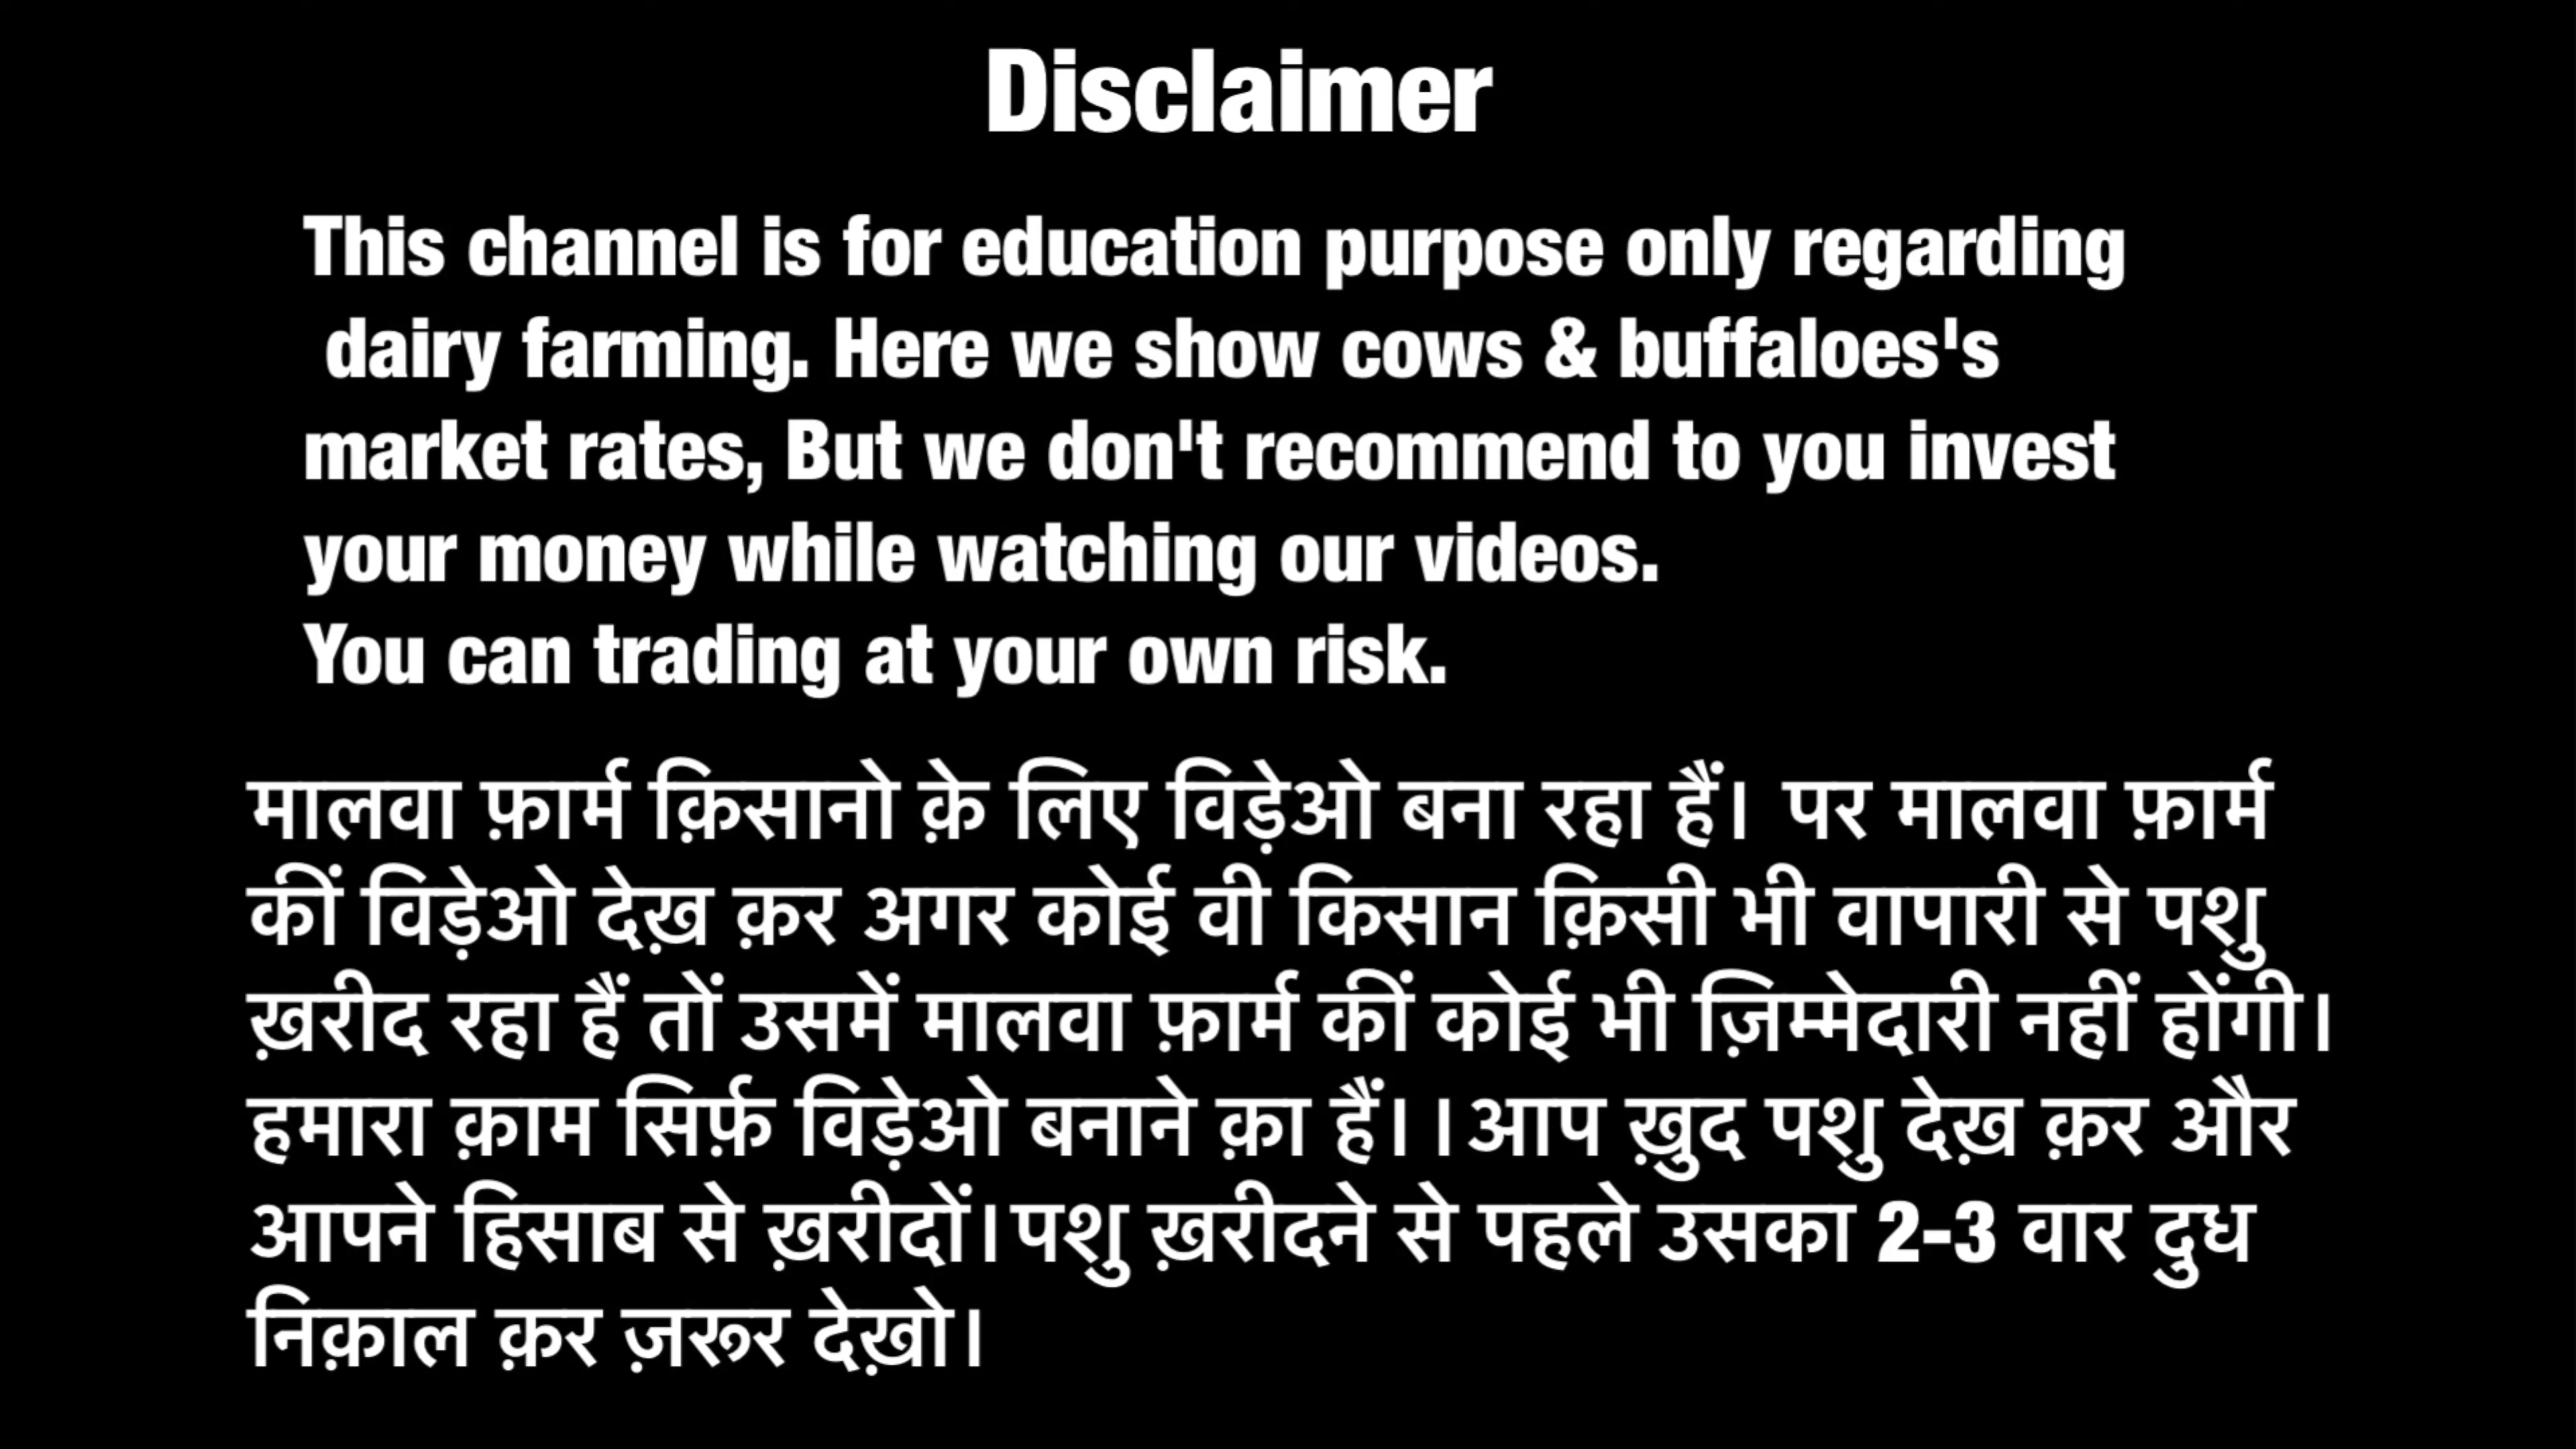 Disclaimer
This channel is for education purpose only regarding
dairy farming. Here we show cows & buffaloes's
market rates, But we don't recommend to you invest
your money while watching our videos.
You can trading at your own risk.
मालवा फ़ार्म क़िसानो क़े लिए विड़ेओ बना रहा हैं। पर मालवा फ़ार्म
कीं विड़ेओ देख़ क़र अगर कोई वी किसान क़िसी भी वापारी से पशु
ख़रीद रहा हैं तों उसमें मालवा फ़ार्म कीं कोई भी ज़िम्मेदारी नहीं होंगी।
हमारा क़ाम सिर्फ़ विड़ेओ बनाने क़ा हैं।।आप ख़ुद पशु देख़ क़र और
आपने हिसाब से ख़रीदों।पशु ख़रीदने से पहले उसका 2-3 वार दुध
निक़ाल क़र ज़रूर देख़ो।